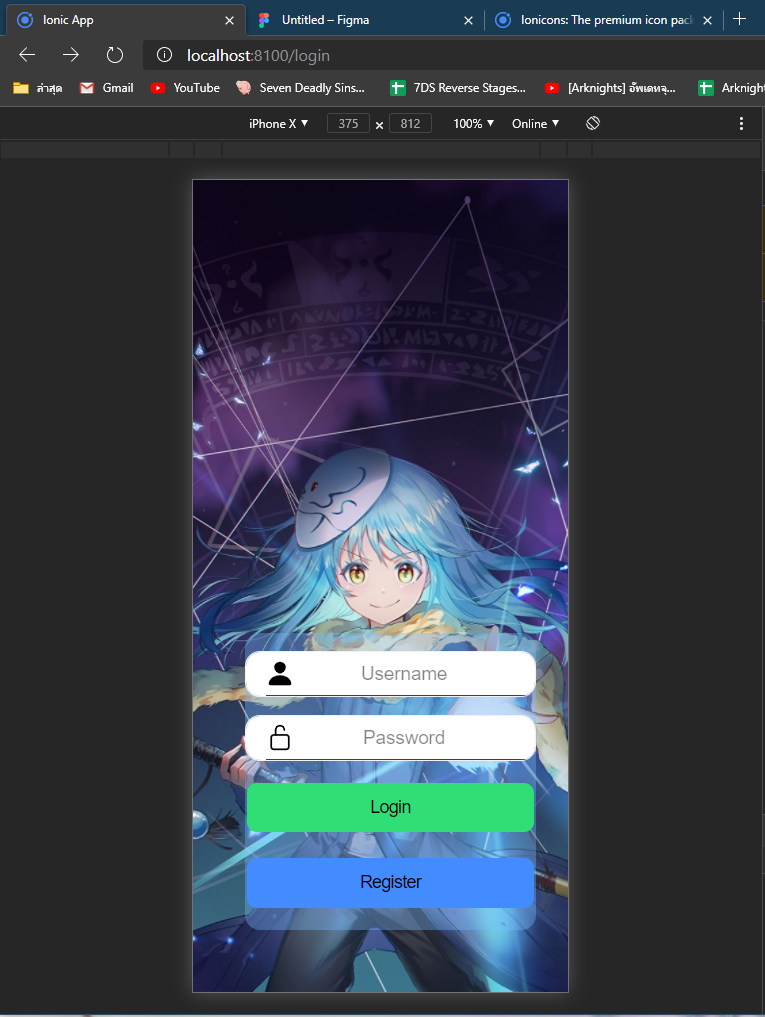 Ionic App
Untitled – Figma
Ionicons: The premium icon pac
localhost:8100/login
ล่าสุด
Gmail
YouTube
Seven Deadly Sins...
7DS Reverse Stages...
[Arknights] อัพเดทจุ...
Arknight
iPhone X ▼ 375 x 812 100% ▼ Online ▼
Username
Password
Login
Register